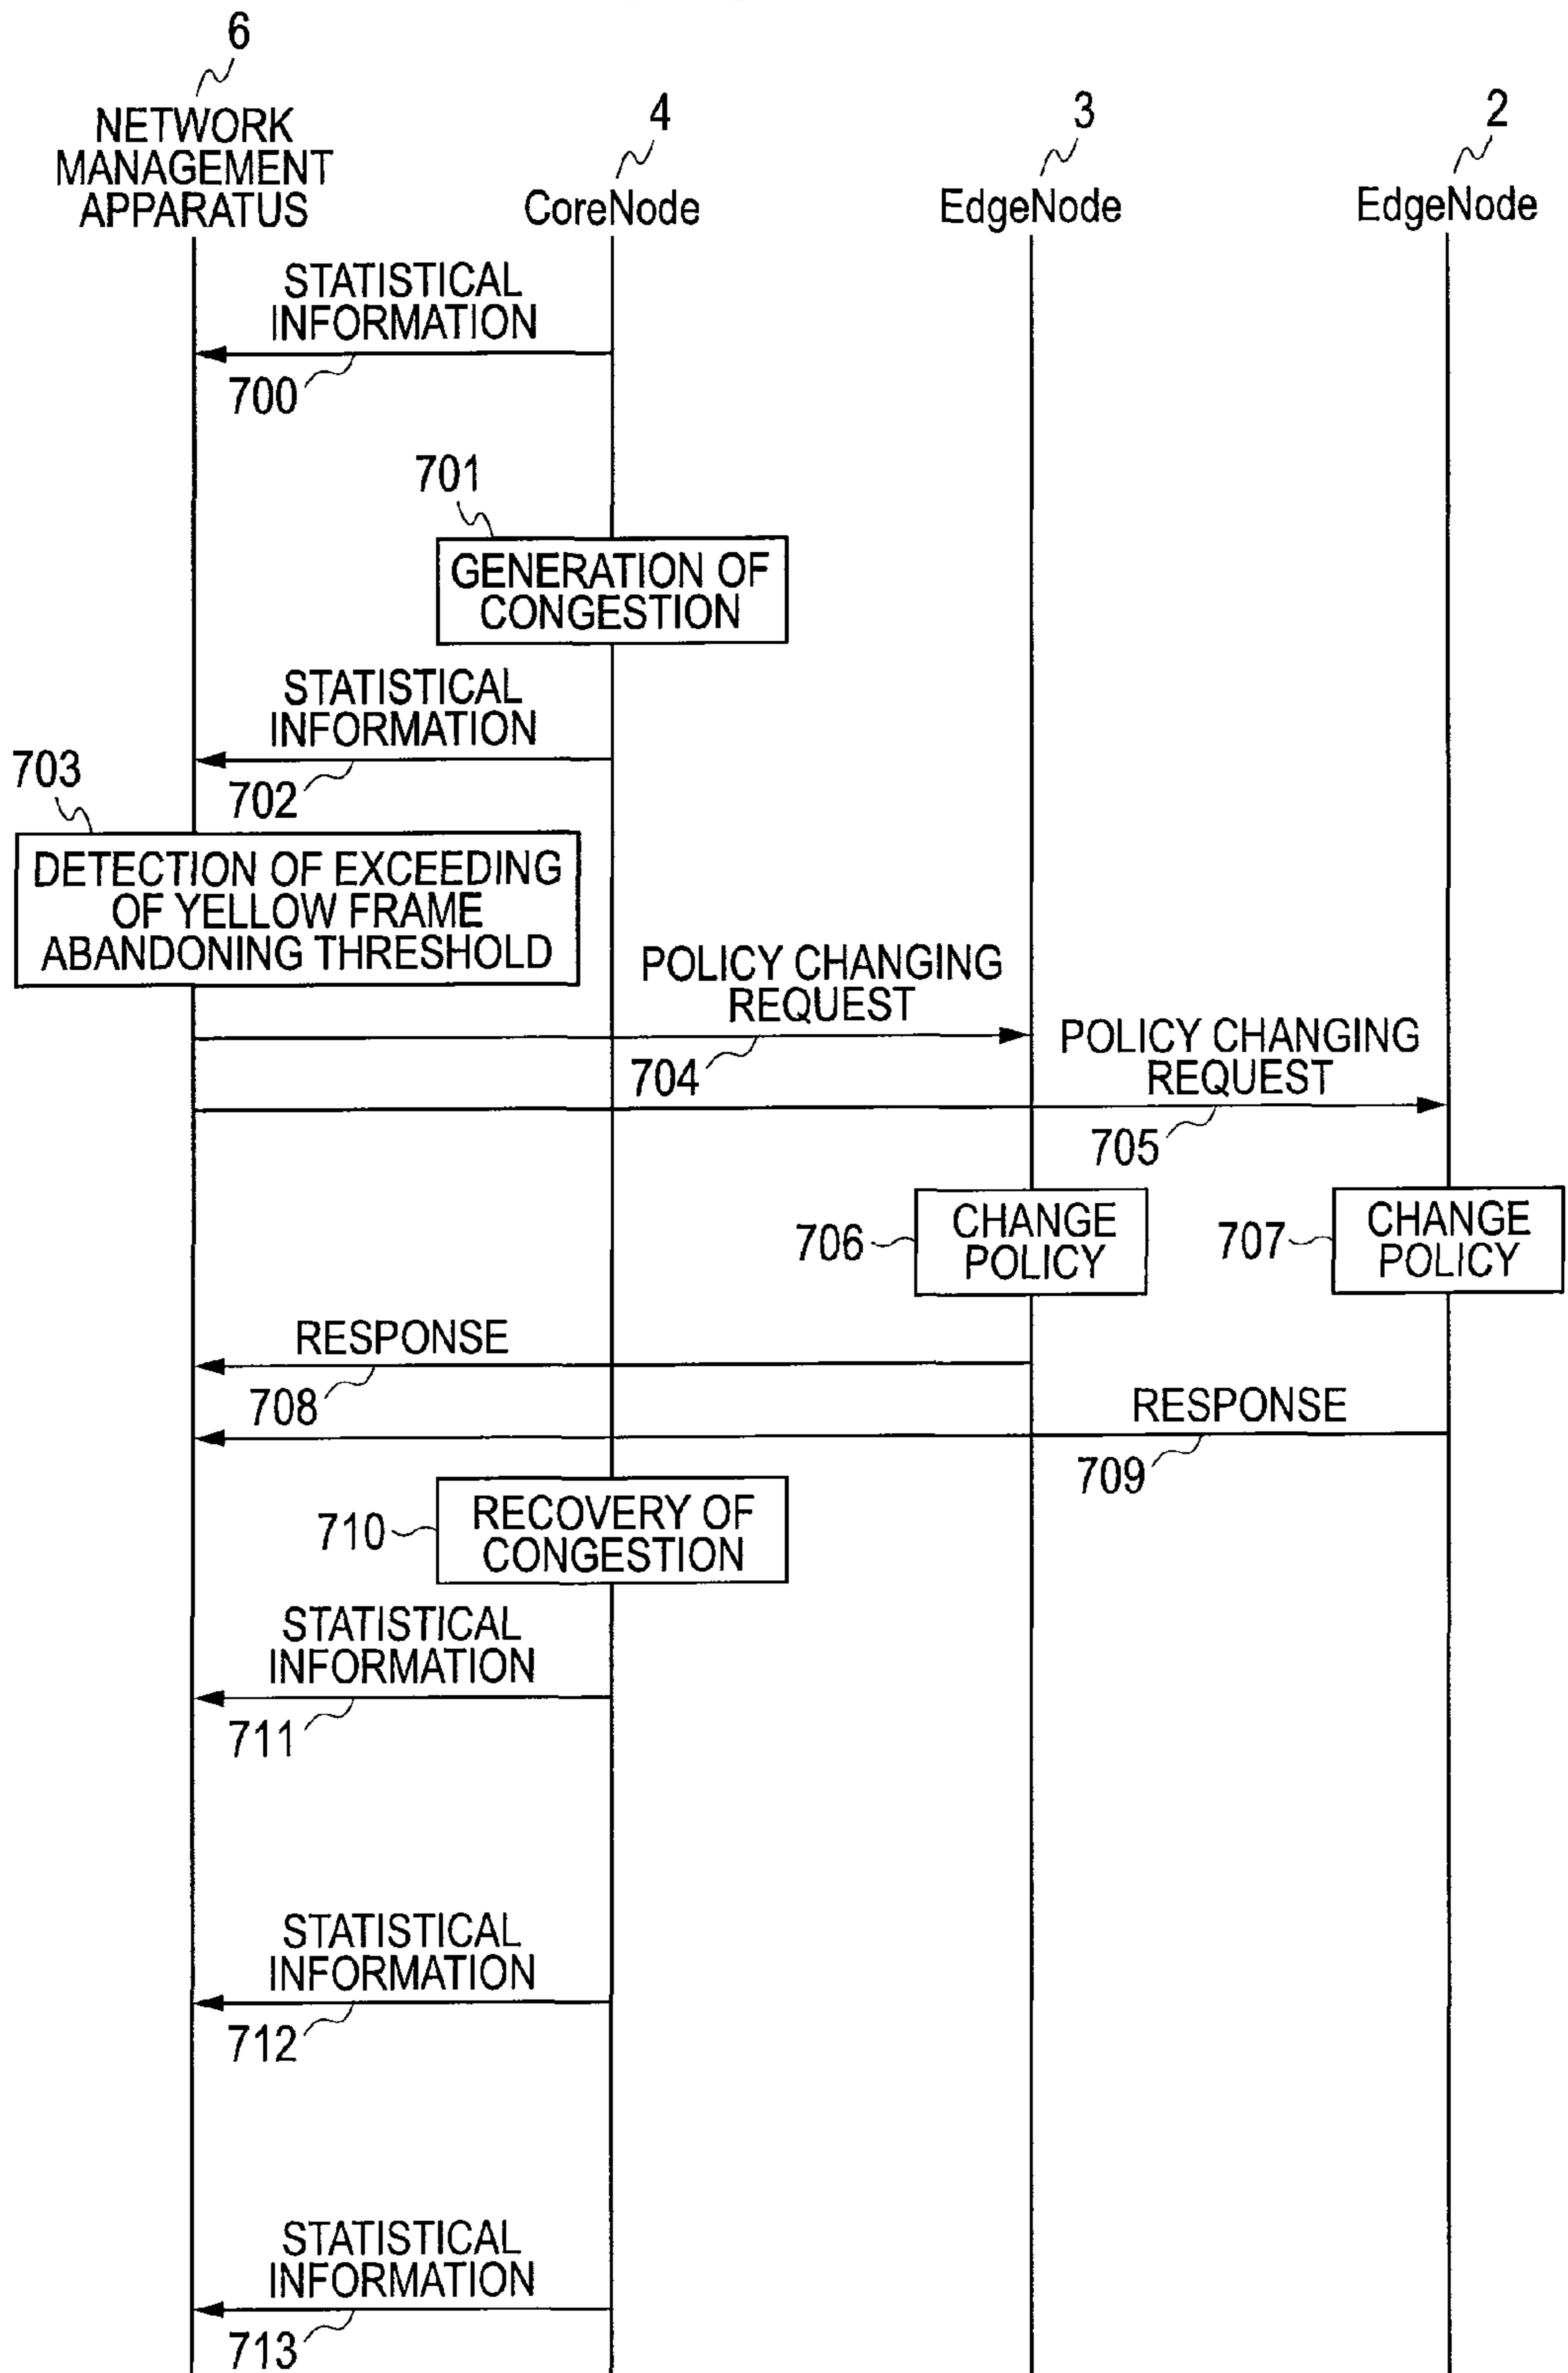 6
NETWORK
MANAGEMENT
APPARATUS
4
CoreNode
3
EdgeNode
2
EdgeNode
STATISTICAL
INFORMATION
700
701
GENERATION OF
CONGESTION
STATISTICAL
INFORMATION
702
703
DETECTION OF EXCEEDING
OF YELLOW FRAME
ABANDONING THRESHOLD
POLICY CHANGING
REQUEST
704
POLICY CHANGING
REQUEST
705
706
CHANGE
POLICY
707
CHANGE
POLICY
RESPONSE
708
RESPONSE
709
710
RECOVERY OF
CONGESTION
STATISTICAL
INFORMATION
711
STATISTICAL
INFORMATION
712
STATISTICAL
INFORMATION
713